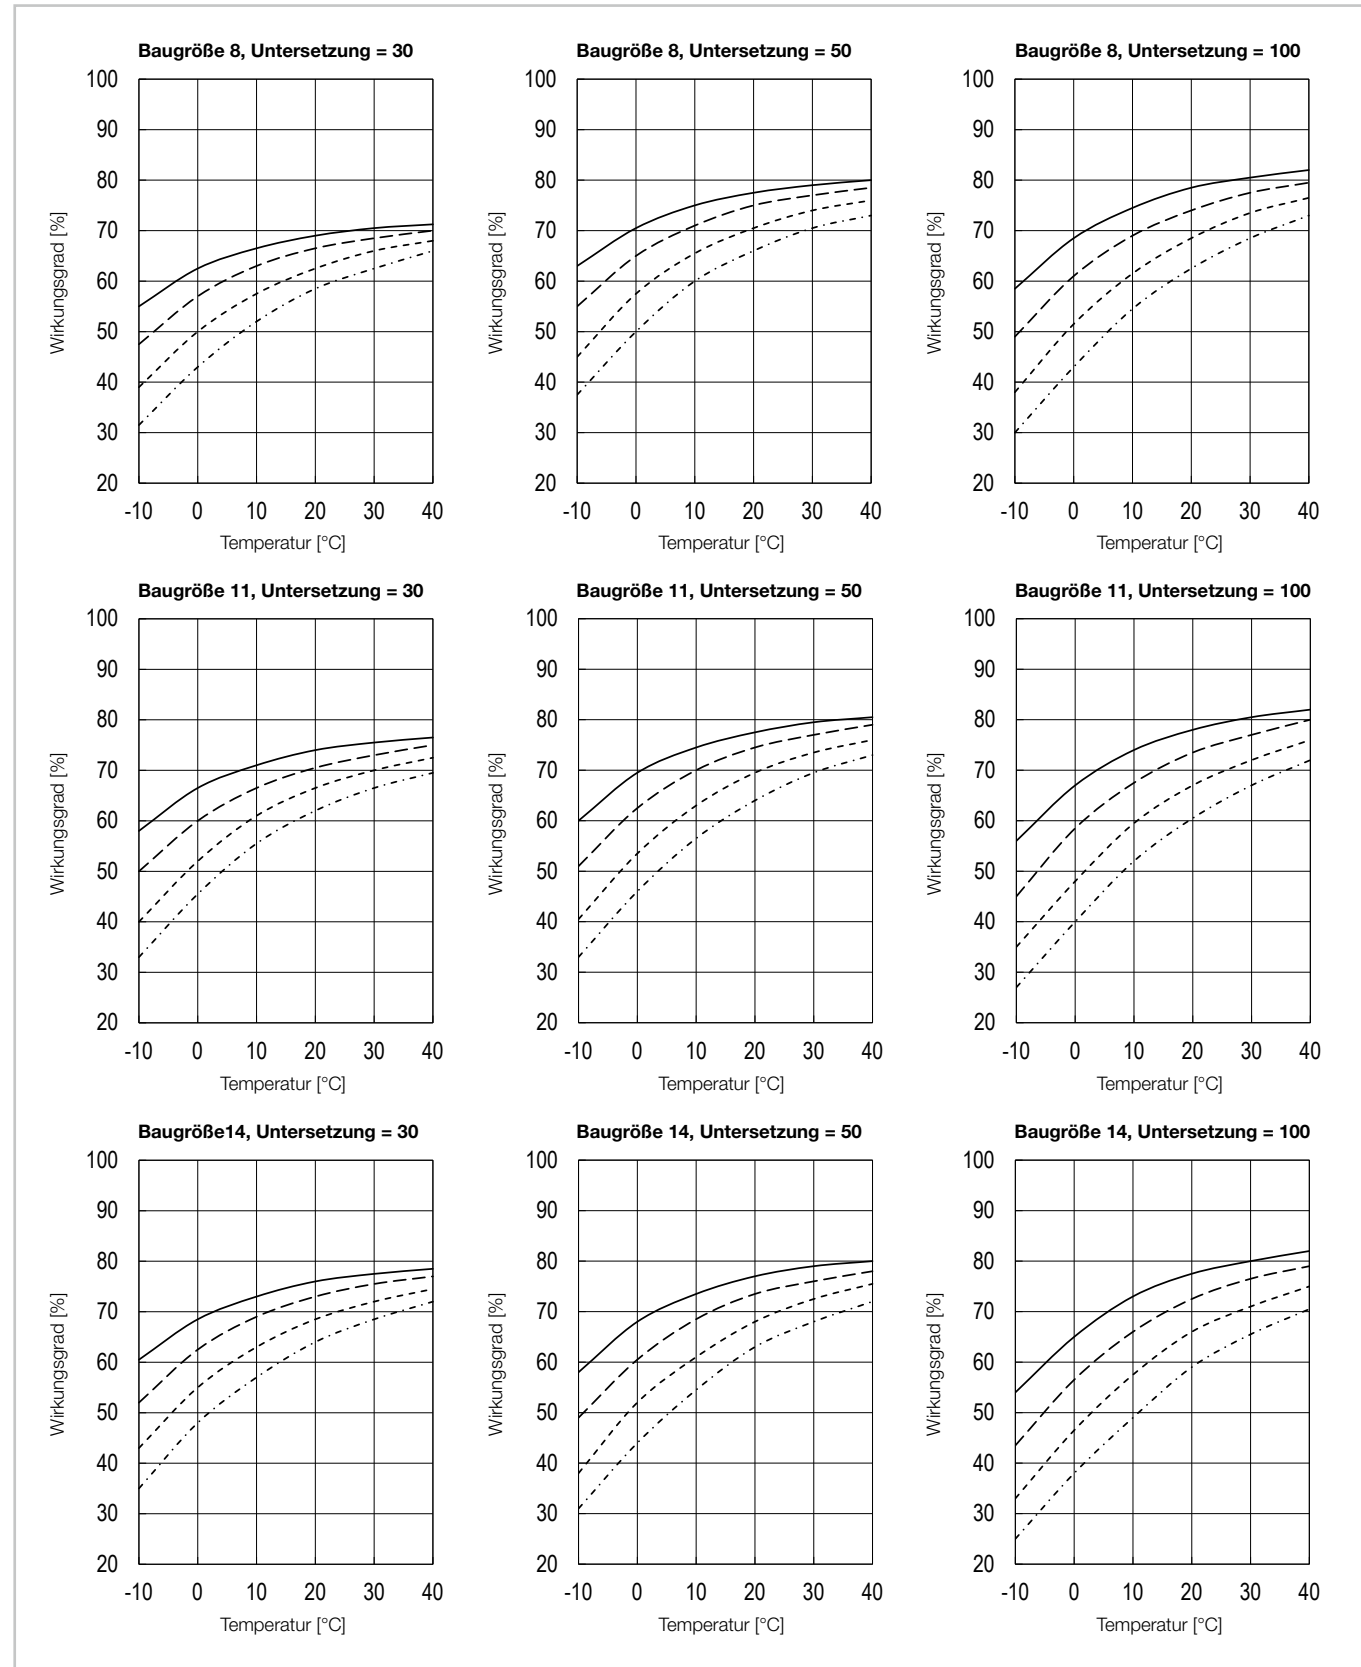 Baugröße 8, Untersetzung = 30
100
90
80
70
60
50
40
30
20
-10 0 10 20 30 40
Wirkungsgrad [%]
Temperatur [°C]
Baugröße 8, Untersetzung = 50
100
90
80
70
60
50
40
30
20
-10 0 10 20 30 40
Wirkungsgrad [%]
Temperatur [°C]
Baugröße 8, Untersetzung = 100
100
90
80
70
60
50
40
30
20
-10 0 10 20 30 40
Wirkungsgrad [%]
Temperatur [°C]
Baugröße 11, Untersetzung = 30
100
90
80
70
60
50
40
30
20
-10 0 10 20 30 40
Wirkungsgrad [%]
Temperatur [°C]
Baugröße 11, Untersetzung = 50
100
90
80
70
60
50
40
30
20
-10 0 10 20 30 40
Wirkungsgrad [%]
Temperatur [°C]
Baugröße 11, Untersetzung = 100
100
90
80
70
60
50
40
30
20
-10 0 10 20 30 40
Wirkungsgrad [%]
Temperatur [°C]
Baugröße14, Untersetzung = 30
100
90
80
70
60
50
40
30
20
-10 0 10 20 30 40
Wirkungsgrad [%]
Temperatur [°C]
Baugröße 14, Untersetzung = 50
100
90
80
70
60
50
40
30
20
-10 0 10 20 30 40
Wirkungsgrad [%]
Temperatur [°C]
Baugröße 14, Untersetzung = 100
100
90
80
70
60
50
40
30
20
-10 0 10 20 30 40
Wirkungsgrad [%]
Temperatur [°C]